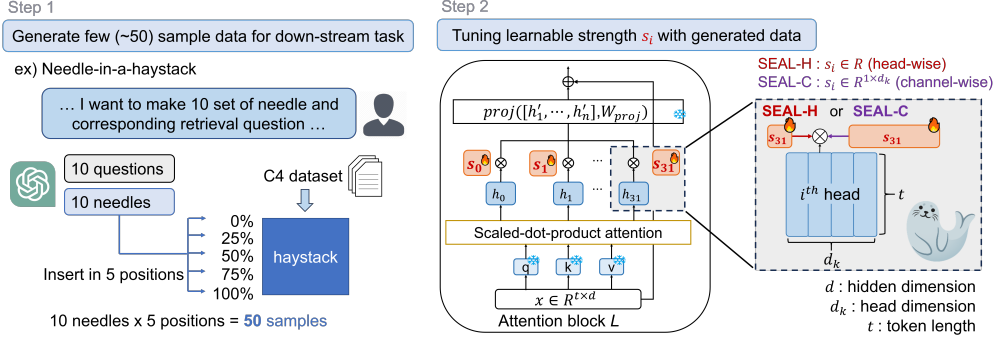 Step 1
Generate few (~50) sample data for down-stream task
ex) Needle-in-a-haystack
… I want to make 10 set of needle and
corresponding retrieval question …
10 questions
10 needles
C4 dataset
0%
25%
50%
75%
100%
Insert in 5 positions
haystack
10 needles x 5 positions = 50 samples
Step 2
Tuning learnable strength s_i with generated data
proj([h'_1, ⋯, h'_n], W_proj)
s_0
s_1
...
s_31
h_0
h_1
...
h_31
Scaled-dot-product attention
q
k
v
x ∈ R^{t×d}
Attention block L
SEAL-H : s_i ∈ R (head-wise)
SEAL-C : s_i ∈ R^{1×d_k} (channel-wise)
SEAL-H or SEAL-C
s_31
s_31
i^{th} head
t
d_k
d : hidden dimension
d_k : head dimension
t : token length